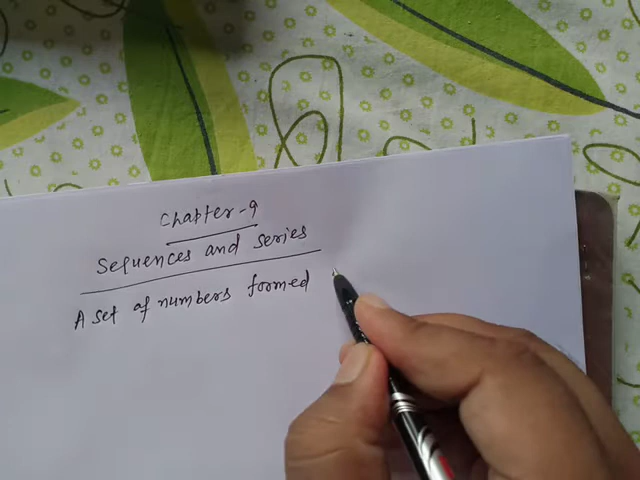 Chapter-9
Sequences and series
A set of numbers formed